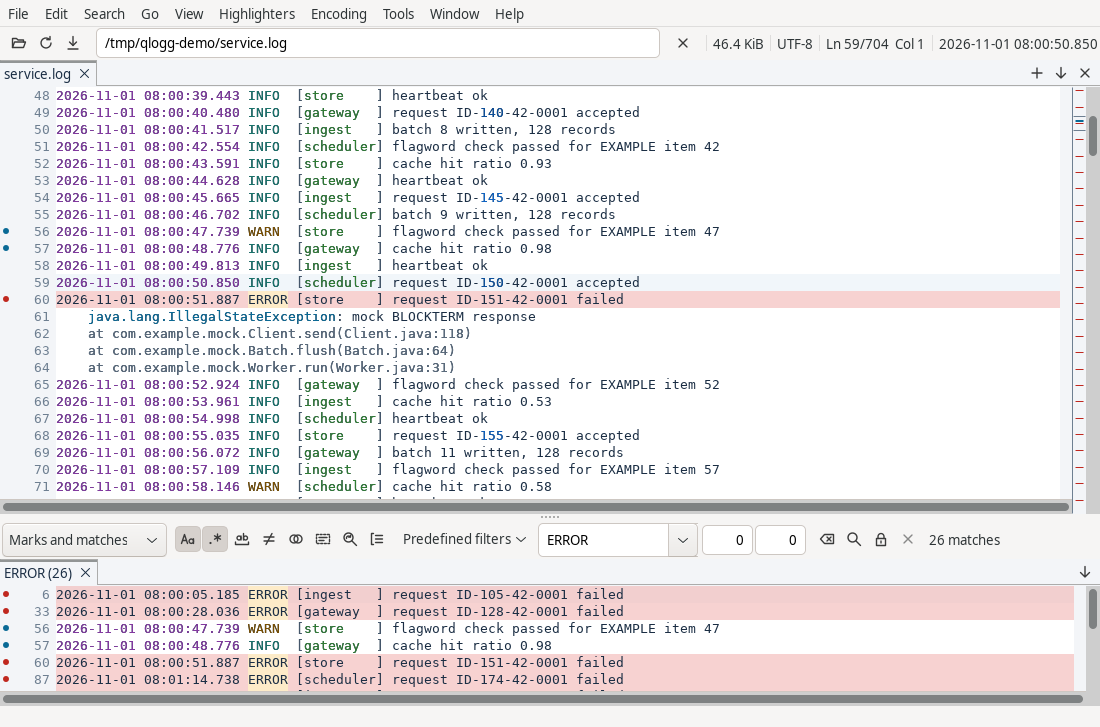 File Edit Search Go View Highlighters Encoding Tools Window Help
/tmp/qlogg-demo/service.log 46.4 KiB UTF-8 Ln 59/704 Col 1 2026-11-01 08:00:50.850
service.log
48 2026-11-01 08:00:39.443 INFO [store    ] heartbeat ok
49 2026-11-01 08:00:40.480 INFO [gateway  ] request ID-140-42-0001 accepted
50 2026-11-01 08:00:41.517 INFO [ingest   ] batch 8 written, 128 records
51 2026-11-01 08:00:42.554 INFO [scheduler] flagword check passed for EXAMPLE item 42
52 2026-11-01 08:00:43.591 INFO [store    ] cache hit ratio 0.93
53 2026-11-01 08:00:44.628 INFO [gateway  ] heartbeat ok
54 2026-11-01 08:00:45.665 INFO [ingest   ] request ID-145-42-0001 accepted
55 2026-11-01 08:00:46.702 INFO [scheduler] batch 9 written, 128 records
56 2026-11-01 08:00:47.739 WARN [store    ] flagword check passed for EXAMPLE item 47
57 2026-11-01 08:00:48.776 INFO [gateway  ] cache hit ratio 0.98
58 2026-11-01 08:00:49.813 INFO [ingest   ] heartbeat ok
59 2026-11-01 08:00:50.850 INFO [scheduler] request ID-150-42-0001 accepted
60 2026-11-01 08:00:51.887 ERROR [store    ] request ID-151-42-0001 failed
61 java.lang.IllegalStateException: mock BLOCKTERM response
62 at com.example.mock.Client.send(Client.java:118)
63 at com.example.mock.Batch.flush(Batch.java:64)
64 at com.example.mock.Worker.run(Worker.java:31)
65 2026-11-01 08:00:52.924 INFO [gateway  ] flagword check passed for EXAMPLE item 52
66 2026-11-01 08:00:53.961 INFO [ingest   ] cache hit ratio 0.53
67 2026-11-01 08:00:54.998 INFO [scheduler] heartbeat ok
68 2026-11-01 08:00:55.035 INFO [store    ] request ID-155-42-0001 accepted
69 2026-11-01 08:00:56.072 INFO [gateway  ] batch 11 written, 128 records
70 2026-11-01 08:00:57.109 INFO [ingest   ] flagword check passed for EXAMPLE item 57
71 2026-11-01 08:00:58.146 WARN [scheduler] cache hit ratio 0.58
Marks and matches Aa .* ab Predefined filters ERROR 0 0 26 matches
ERROR (26)
6 2026-11-01 08:00:05.185 ERROR [ingest   ] request ID-105-42-0001 failed
33 2026-11-01 08:00:28.036 ERROR [gateway  ] request ID-128-42-0001 failed
56 2026-11-01 08:00:47.739 WARN [store    ] flagword check passed for EXAMPLE item 47
57 2026-11-01 08:00:48.776 INFO [gateway  ] cache hit ratio 0.98
60 2026-11-01 08:00:51.887 ERROR [store    ] request ID-151-42-0001 failed
87 2026-11-01 08:01:14.738 ERROR [scheduler] request ID-174-42-0001 failed